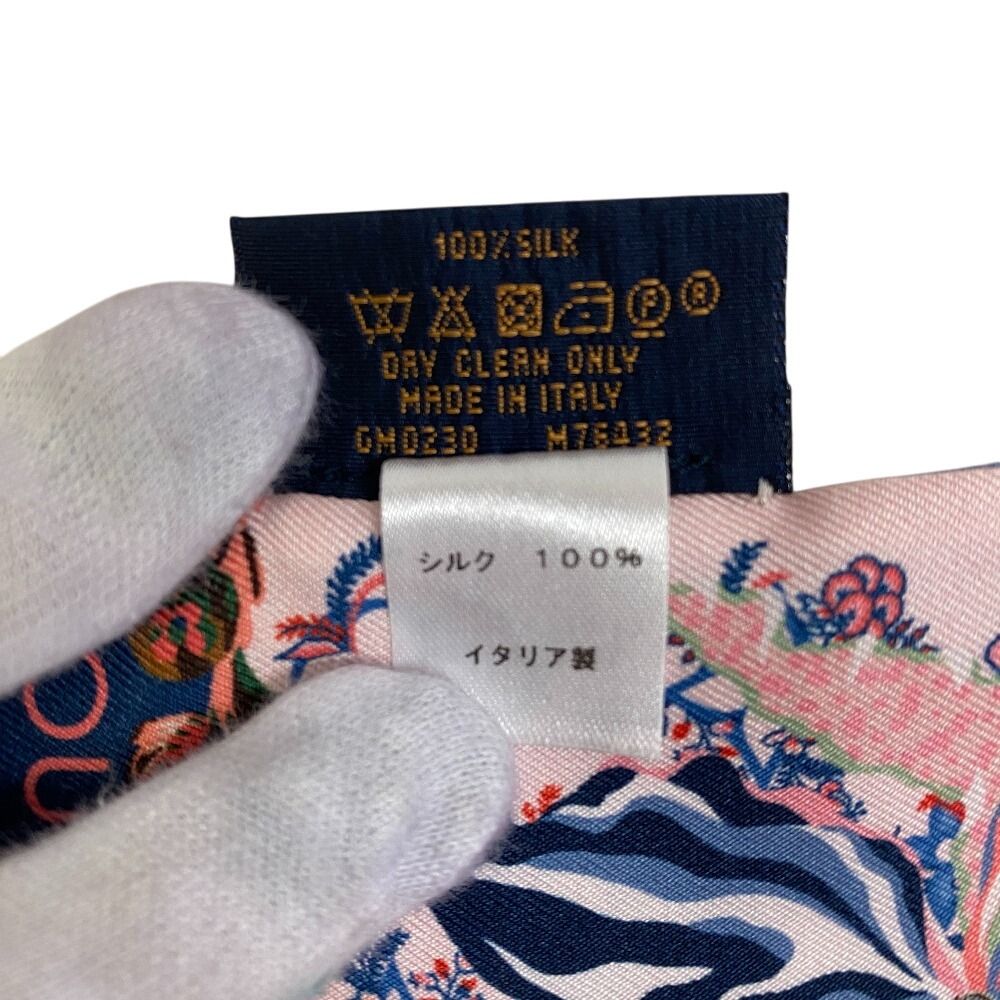 100% SILK
P R
DRY CLEAN ONLY
MADE IN ITALY
GM0230 M76432
シルク 100%
イタリア製